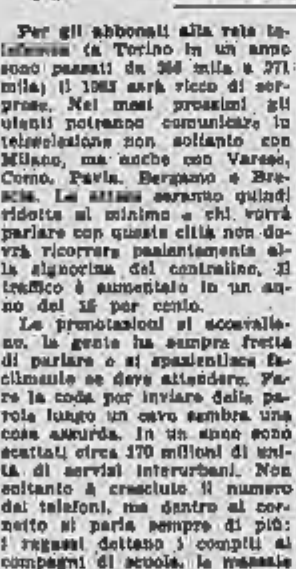 Per gli abbonati alla rete te-
lefonica (a Torino in un anno
sono passati da mila a 271
mila) il sarà ricco di sor-
prese. Nei mesi prossimi gli
utenti potranno comunicare in
teleselezione non soltanto con
Milano, ma anche con Varese,
Como, Pavia, Bergamo e Bre-
scia. Le attese saranno quindi
ridotte al minimo e chi vorrà
parlare con queste città non do-
vrà ricorrere pazientemente al-
la signorina del centralino. Il
traffico è aumentato in un an-
no del per cento.
Le prenotazioni si accavalla-
no, la gente ha sempre fretta
di parlare o si spazientisce fa-
cilmente se deve attendere. Fa-
re la coda per inviare delle pa-
role lungo un cavo sembra una
cosa assurda. In un anno sono
scattati circa 170 milioni di uni-
tà di servizi interurbani. Non
soltanto è cresciuto il numero
dei telefoni, ma dentro al cor-
netto si parla sempre di più:
i ragazzi dettano i compiti ai
compagni di scuola, le massaie